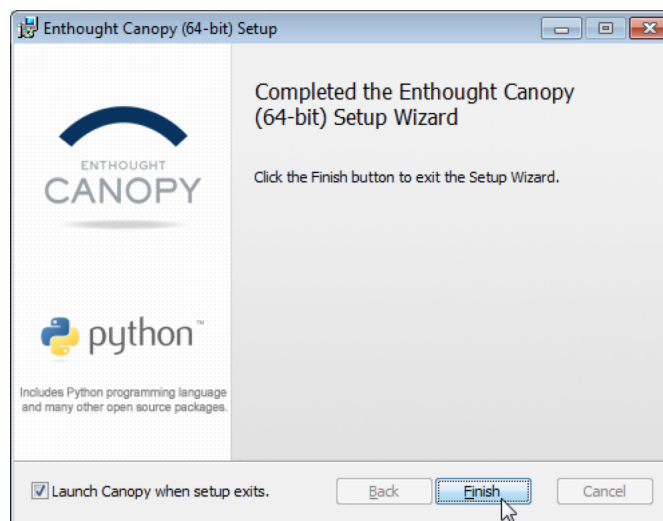 Enthought Canopy (64-bit) Setup
Completed the Enthought Canopy
(64-bit) Setup Wizard
Click the Finish button to exit the Setup Wizard.
ENTHOUGHT
CANOPY
python™
Includes Python programming language
and many other open source packages.
Launch Canopy when setup exits.
Back
Finish
Cancel